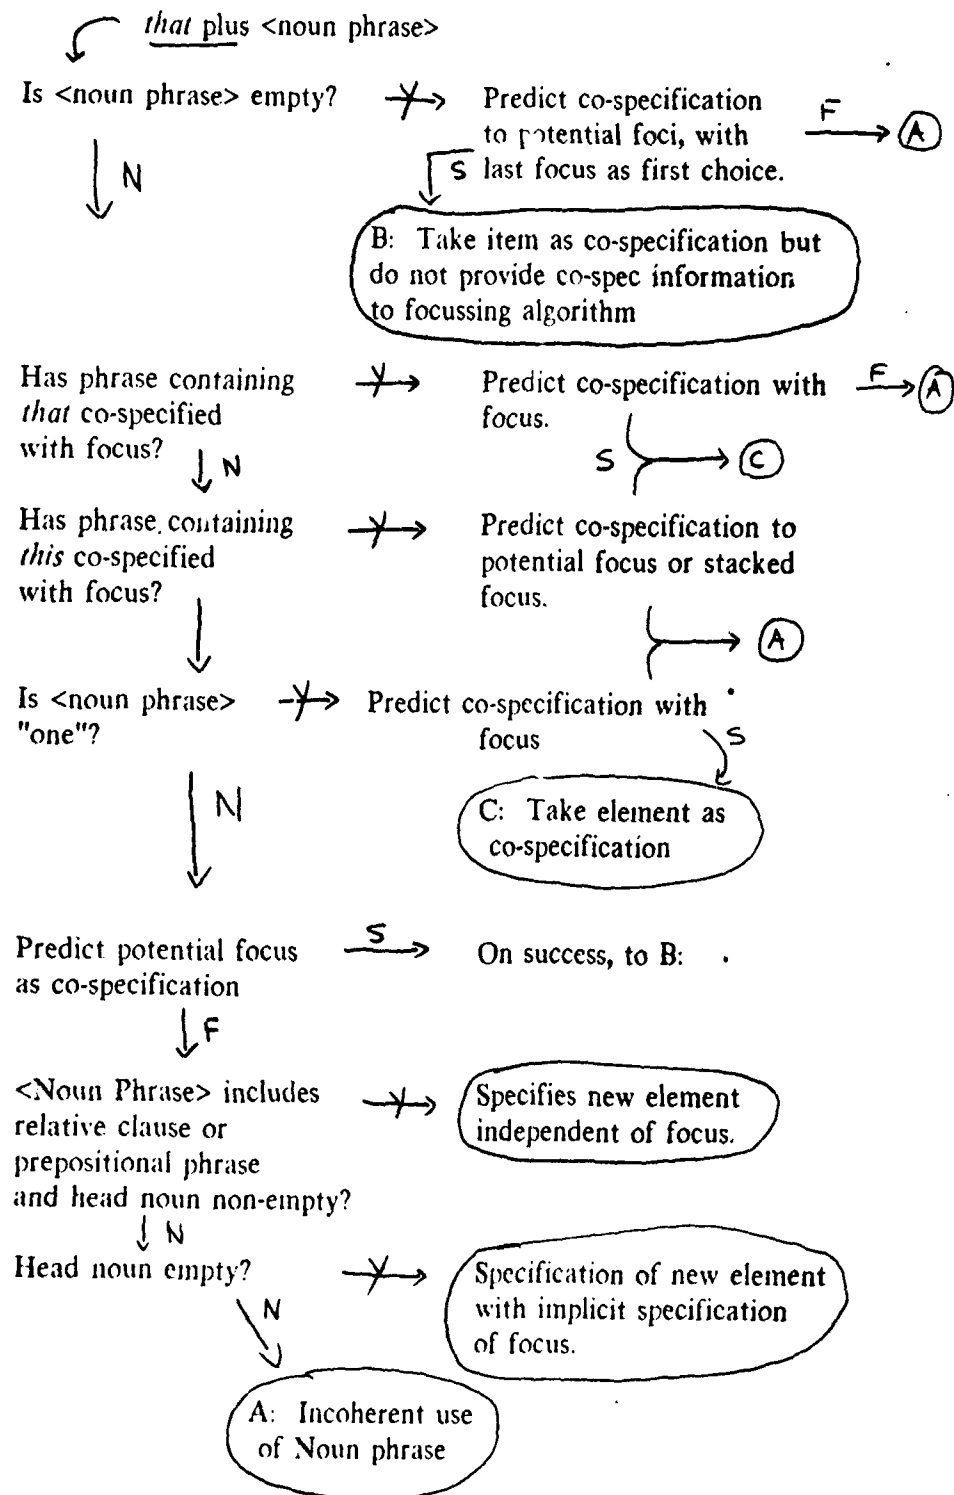 that plus <noun phrase>
Is <noun phrase> empty?
Y
Predict co-specification
to potential foci, with
last focus as first choice.
F
A
N
S
B: Take item as co-specification but
do not provide co-spec information
to focussing algorithm
Has phrase containing
that co-specified
with focus?
Y
Predict co-specification with
focus.
F
A
N
S
C
Has phrase containing
this co-specified
with focus?
Y
Predict co-specification to
potential focus or stacked
focus.
A
Is <noun phrase>
"one"?
Y
Predict co-specification with
focus
S
N
C: Take element as
co-specification
Predict potential focus
as co-specification
S
On success, to B:
F
<Noun Phrase> includes
relative clause or
prepositional phrase
and head noun non-empty?
Y
Specifies new element
independent of focus.
N
Head noun empty?
Y
Specification of new element
with implicit specification
of focus.
N
A: Incoherent use
of Noun phrase